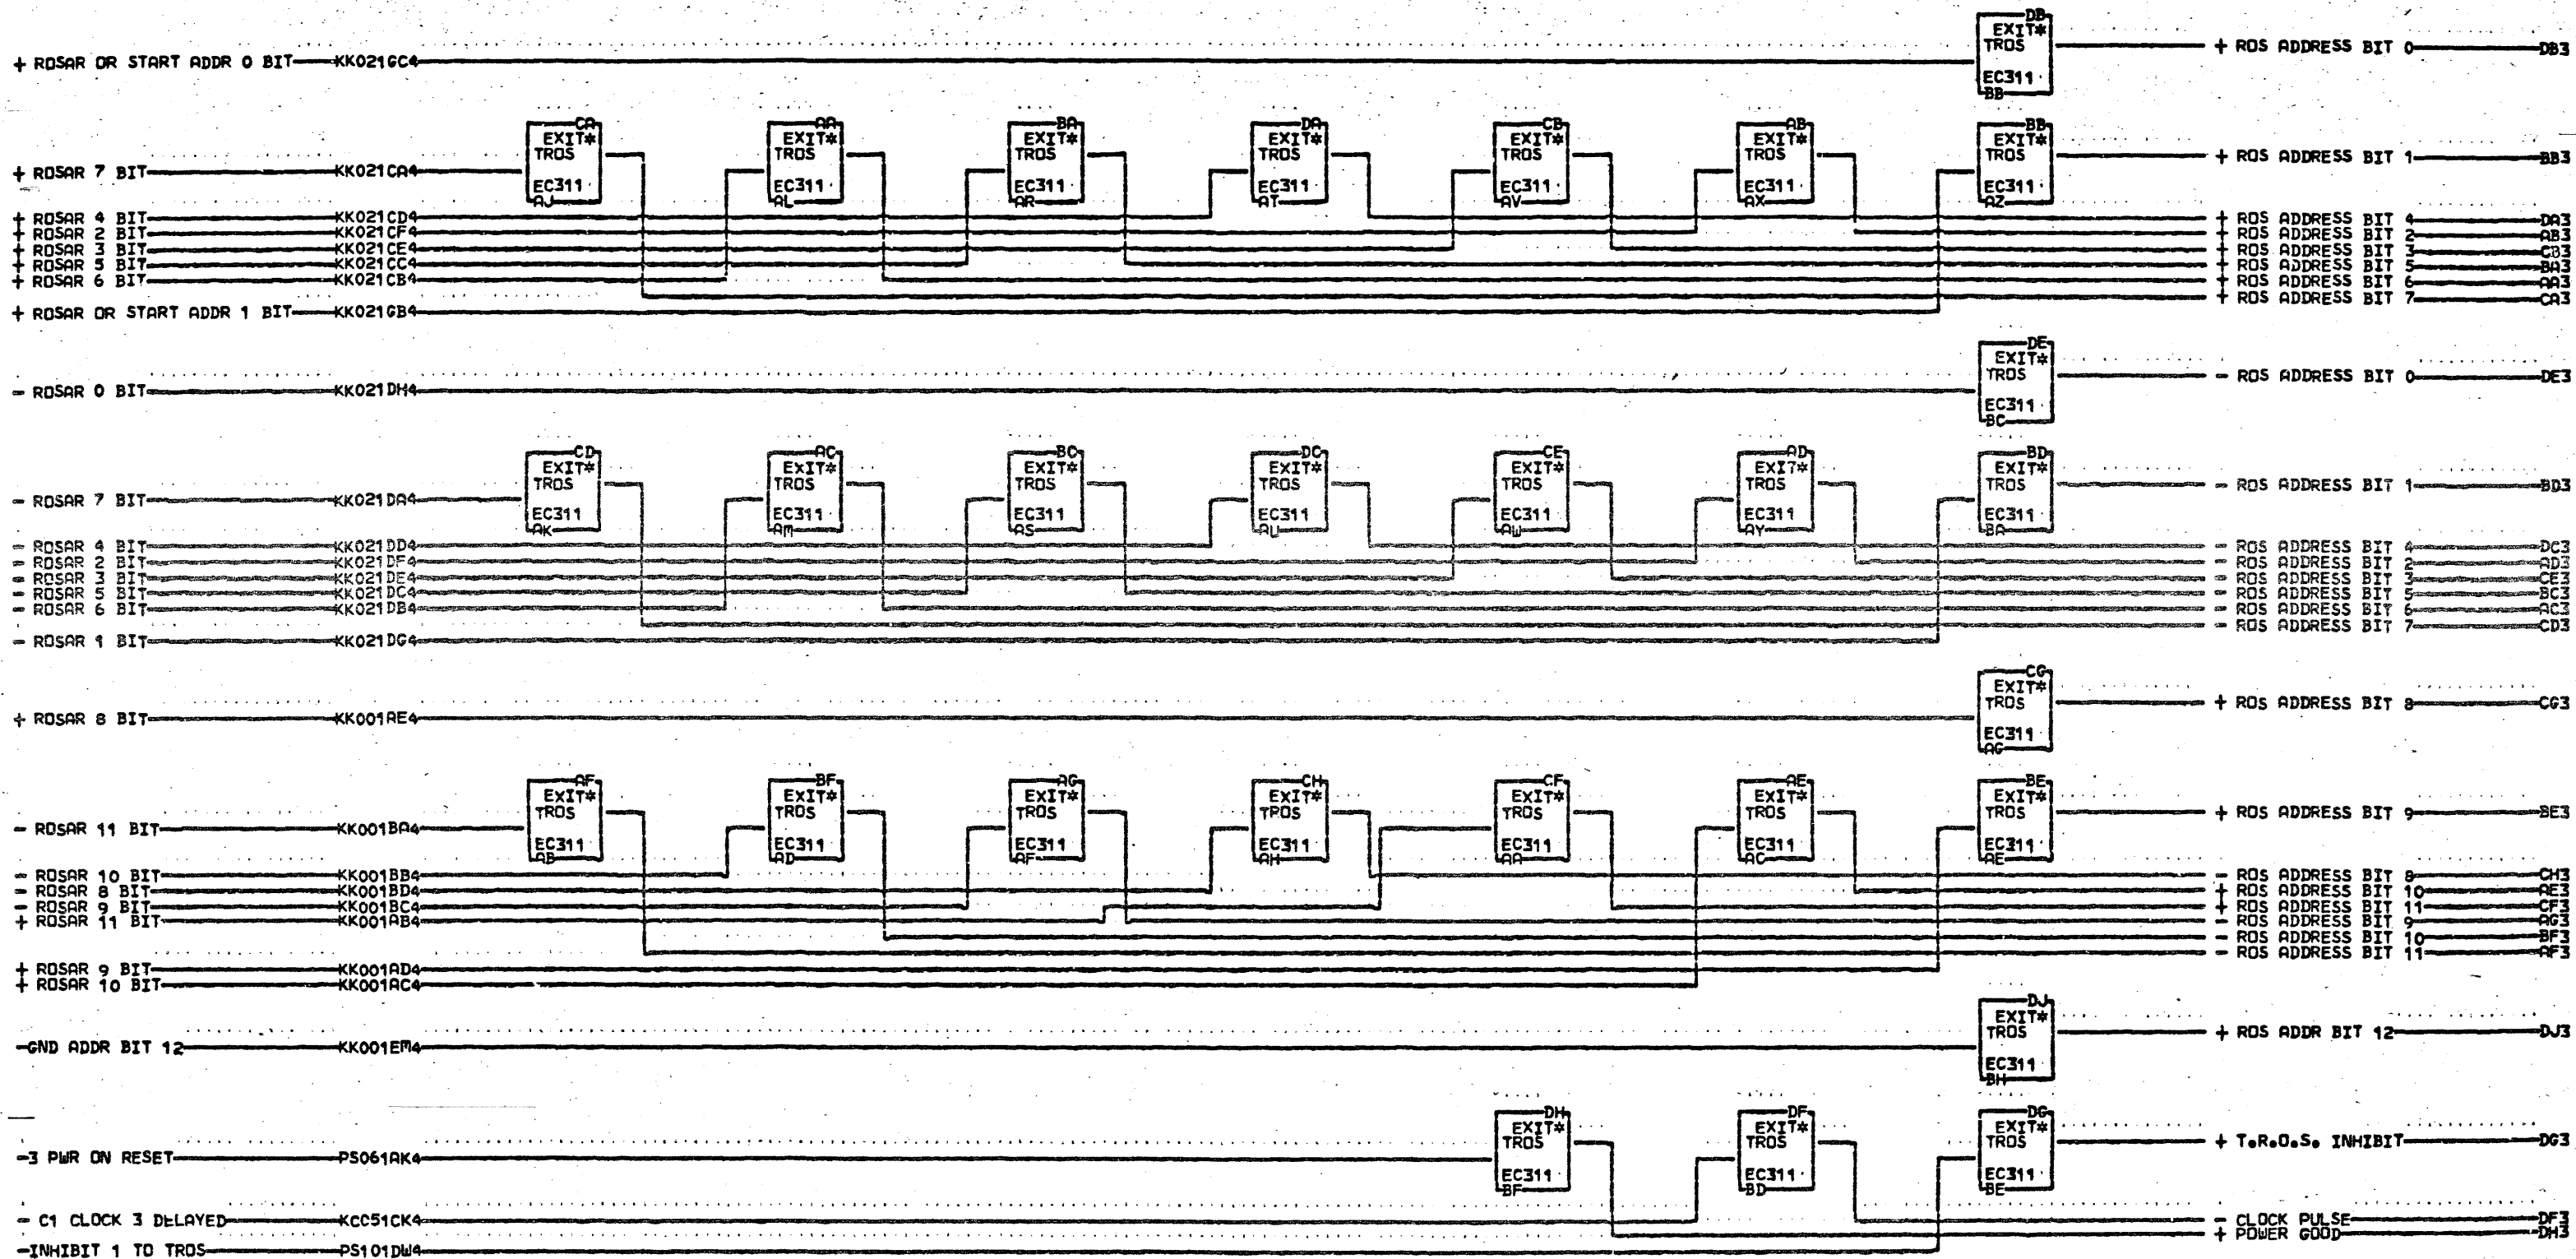 DB
EXIT*
+ ROSAR OR START ADDR 0 BIT KK021GC4 TROS + ROS ADDRESS BIT 0 DB3
EC311
BB
CA AA BA DA CB AB BB
EXIT* EXIT* EXIT* EXIT* EXIT* EXIT* EXIT*
TROS TROS TROS TROS TROS TROS TROS + ROS ADDRESS BIT 1 BB3
+ ROSAR 7 BIT KK021CA4
EC311 EC311 EC311 EC311 EC311 EC311 EC311
AJ AL AR AT AV AX AZ
+ ROSAR 4 BIT KK021CD4 + ROS ADDRESS BIT 4 DA3
+ ROSAR 2 BIT KK021CF4 + ROS ADDRESS BIT 2 AB3
+ ROSAR 3 BIT KK021CE4 + ROS ADDRESS BIT 3 CB3
+ ROSAR 5 BIT KK021CC4 + ROS ADDRESS BIT 5 BA3
+ ROSAR 6 BIT KK021CB4 + ROS ADDRESS BIT 6 AA3
+ ROS ADDRESS BIT 7 CA3
+ ROSAR OR START ADDR 1 BIT KK021GB4
DE
EXIT*
TROS - ROS ADDRESS BIT 0 DE3
- ROSAR 0 BIT KK021DH4
EC311
BC
CD AC BC DC CE AD BD
EXIT* EXIT* EXIT* EXIT* EXIT* EXIT* EXIT*
TROS TROS TROS TROS TROS TROS TROS - ROS ADDRESS BIT 1 BD3
- ROSAR 7 BIT KK021DA4
EC311 EC311 EC311 EC311 EC311 EC311 EC311
AK AM AS AU AW AY BA
- ROSAR 4 BIT KK021DD4 - ROS ADDRESS BIT 4 DC3
- ROSAR 2 BIT KK021DF4 - ROS ADDRESS BIT 2 AD3
- ROSAR 3 BIT KK021DE4 - ROS ADDRESS BIT 3 CE3
- ROSAR 5 BIT KK021DC4 - ROS ADDRESS BIT 5 BC3
- ROSAR 6 BIT KK021DB4 - ROS ADDRESS BIT 6 AC3
- ROS ADDRESS BIT 7 CD3
- ROSAR 1 BIT KK021DG4
CG
EXIT*
TROS + ROS ADDRESS BIT 8 CG3
+ ROSAR 8 BIT KK001AE4
EC311
AG
AF BF AG CH CF AE BE
EXIT* EXIT* EXIT* EXIT* EXIT* EXIT* EXIT*
TROS TROS TROS TROS TROS TROS TROS + ROS ADDRESS BIT 9 BE3
- ROSAR 11 BIT KK001BA4
EC311 EC311 EC311 EC311 EC311 EC311 EC311
AB AD AF AH AA AC AE
- ROSAR 10 BIT KK001BB4 - ROS ADDRESS BIT 8 CH3
- ROSAR 8 BIT KK001BD4 + ROS ADDRESS BIT 10 AE3
- ROSAR 9 BIT KK001BC4 + ROS ADDRESS BIT 11 CF3
+ ROSAR 11 BIT KK001AB4 - ROS ADDRESS BIT 9 AG3
- ROS ADDRESS BIT 10 BF3
- ROS ADDRESS BIT 11 AF3
+ ROSAR 9 BIT KK001AD4
+ ROSAR 10 BIT KK001AC4
DJ
EXIT*
TROS + ROS ADDR BIT 12 DJ3
-GND ADDR BIT 12 KK001EM4
EC311
BH
DH DF DG
EXIT* EXIT* EXIT*
TROS TROS TROS + T.R.O.S. INHIBIT DG3
-3 PWR ON RESET PS061AK4
EC311 EC311 EC311
BF BD BE
- C1 CLOCK 3 DELAYED KCC51CK4 - CLOCK PULSE DF3
+ POWER GOOD DH3
-INHIBIT 1 TO TROS PS101DW4